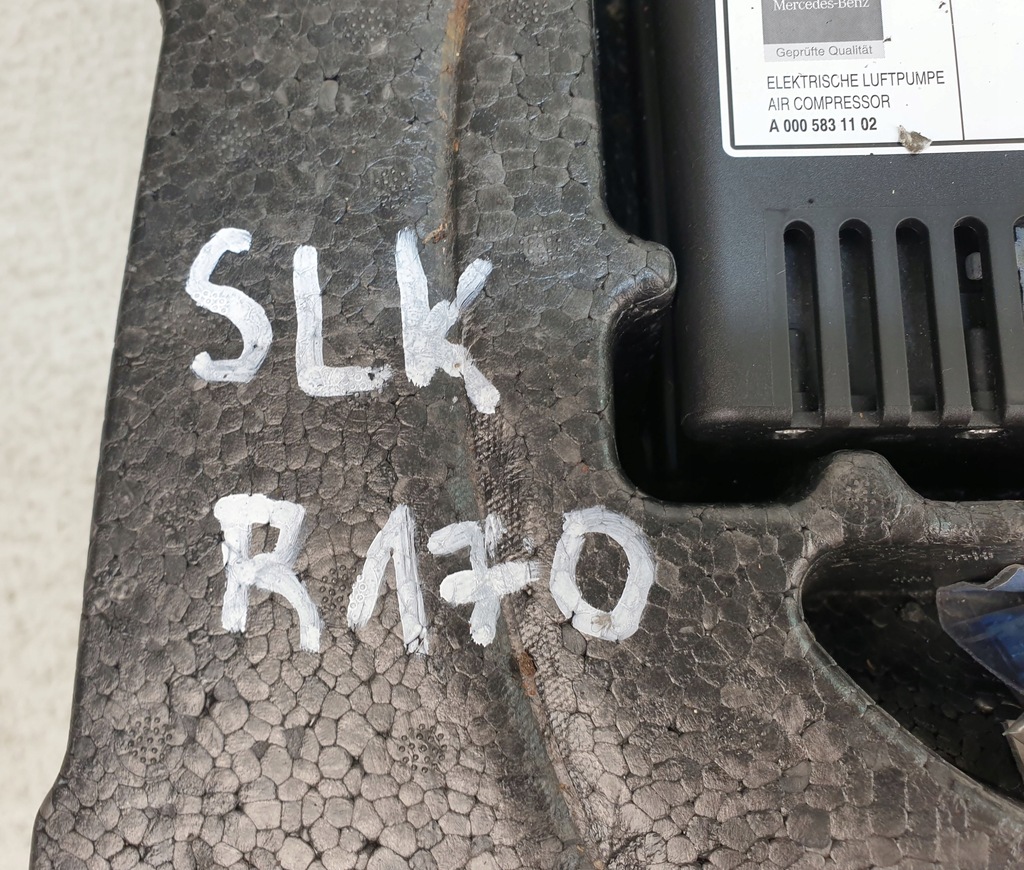 Mercedes-Benz
Geprüfte Qualität
ELEKTRISCHE LUFTPUMPE
AIR COMPRESSOR
A 000 583 11 02
SLK
R170